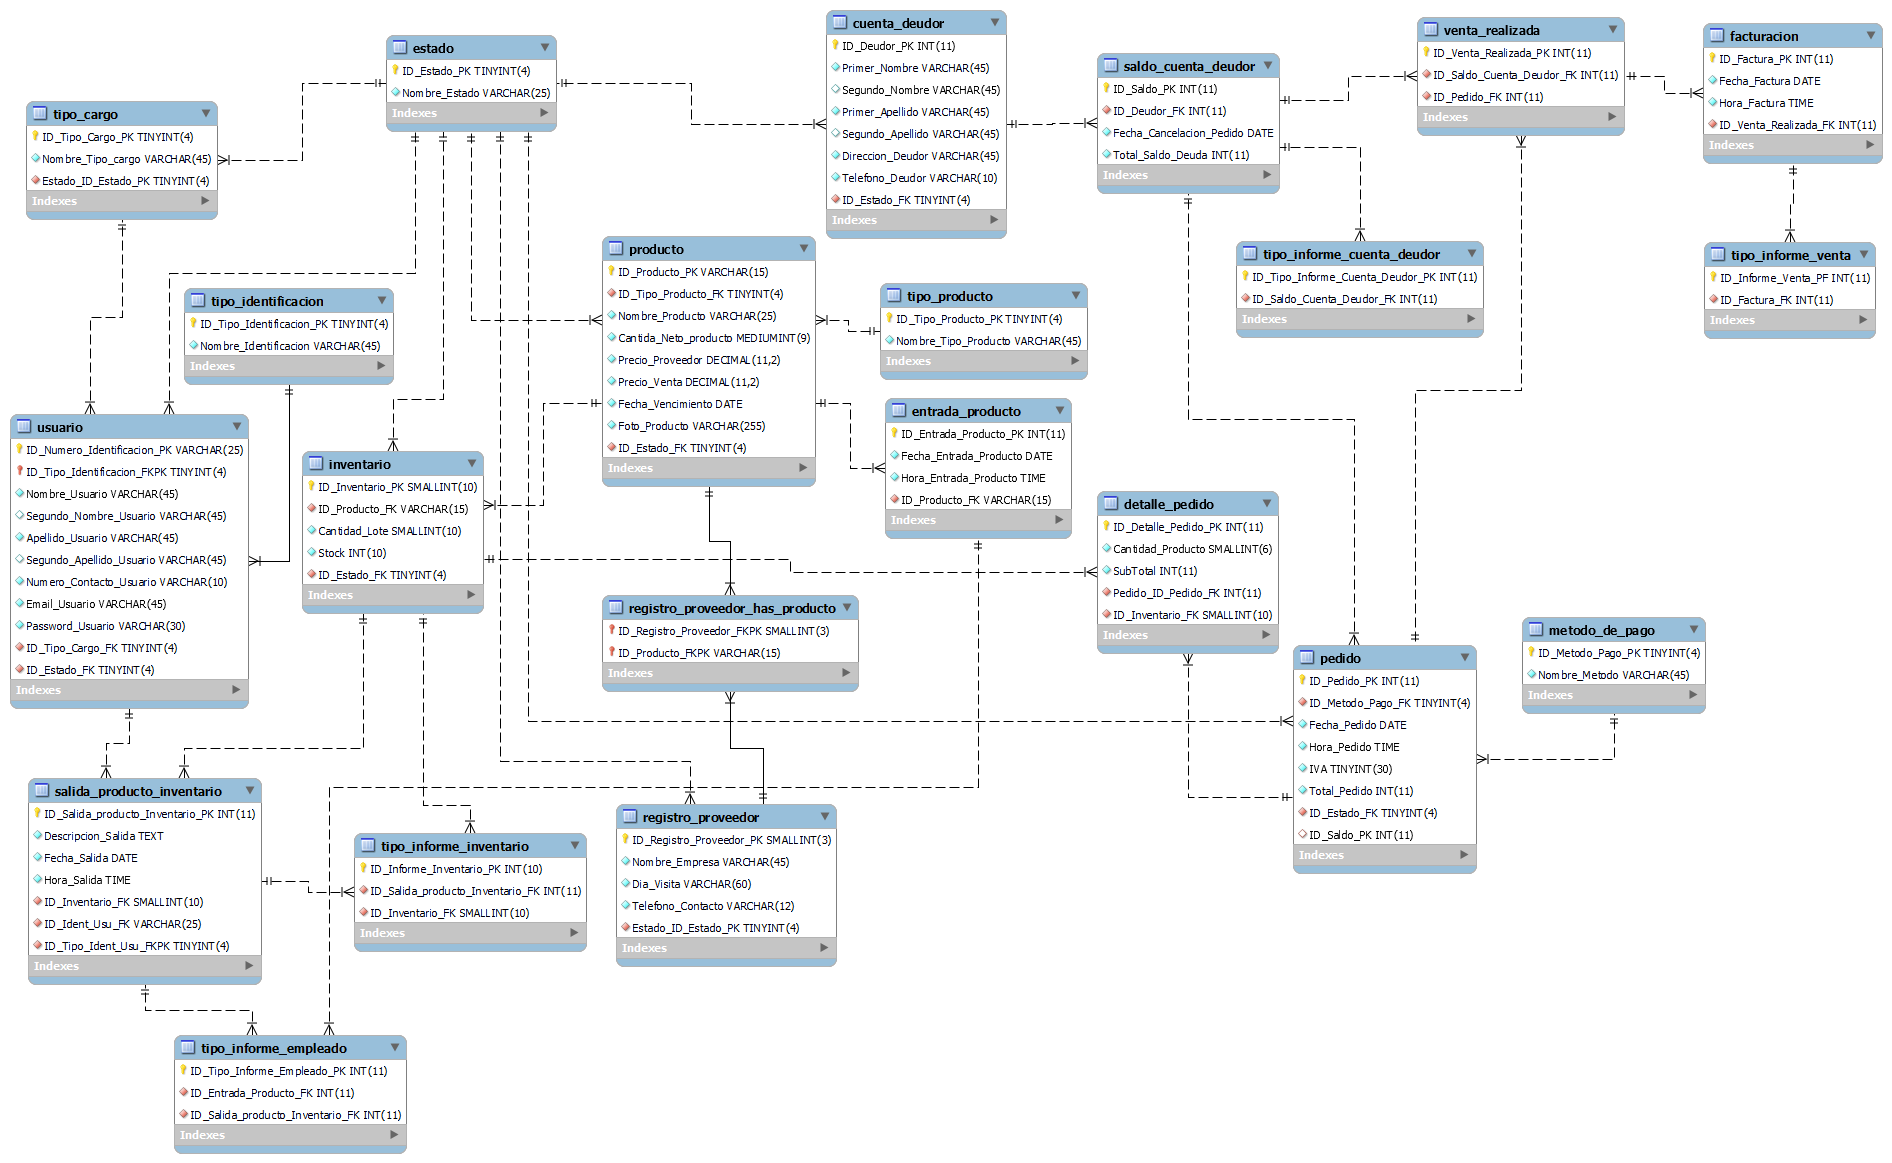 estado
ID_Estado_PK TINYINT(4)
Nombre_Estado VARCHAR(25)
Indexes
cuenta_deudor
ID_Deudor_PK INT(11)
Primer_Nombre VARCHAR(45)
Segundo_Nombre VARCHAR(45)
Primer_Apellido VARCHAR(45)
Segundo_Apellido VARCHAR(45)
Direccion_Deudor VARCHAR(45)
Telefono_Deudor VARCHAR(10)
ID_Estado_FK TINYINT(4)
Indexes
saldo_cuenta_deudor
ID_Saldo_PK INT(11)
ID_Deudor_FK INT(11)
Fecha_Cancelacion_Pedido DATE
Total_Saldo_Deuda INT(11)
Indexes
venta_realizada
ID_Venta_Realizada_PK INT(11)
ID_Saldo_Cuenta_Deudor_FK INT(11)
ID_Pedido_FK INT(11)
Indexes
facturacion
ID_Factura_PK INT(11)
Fecha_Factura DATE
Hora_Factura TIME
ID_Venta_Realizada_FK INT(11)
Indexes
tipo_cargo
ID_Tipo_Cargo_PK TINYINT(4)
Nombre_Tipo_cargo VARCHAR(45)
Estado_ID_Estado_PK TINYINT(4)
Indexes
producto
ID_Producto_PK VARCHAR(15)
ID_Tipo_Producto_FK TINYINT(4)
Nombre_Producto VARCHAR(25)
Cantida_Neto_producto MEDIUMINT(9)
Precio_Proveedor DECIMAL(11,2)
Precio_Venta DECIMAL(11,2)
Fecha_Vencimiento DATE
Foto_Producto VARCHAR(255)
ID_Estado_FK TINYINT(4)
Indexes
tipo_informe_cuenta_deudor
ID_Tipo_Informe_Cuenta_Deudor_PK INT(11)
ID_Saldo_Cuenta_Deudor_FK INT(11)
Indexes
tipo_informe_venta
ID_Informe_Venta_PF INT(11)
ID_Factura_FK INT(11)
Indexes
tipo_identificacion
ID_Tipo_Identificacion_PK TINYINT(4)
Nombre_Identificacion VARCHAR(45)
Indexes
tipo_producto
ID_Tipo_Producto_PK TINYINT(4)
Nombre_Tipo_Producto VARCHAR(45)
Indexes
entrada_producto
ID_Entrada_Producto_PK INT(11)
Fecha_Entrada_Producto DATE
Hora_Entrada_Producto TIME
ID_Producto_FK VARCHAR(15)
Indexes
usuario
ID_Numero_Identificacion_PK VARCHAR(25)
ID_Tipo_Identificacion_FKPK TINYINT(4)
Nombre_Usuario VARCHAR(45)
Segundo_Nombre_Usuario VARCHAR(45)
Apellido_Usuario VARCHAR(45)
Segundo_Apellido_Usuario VARCHAR(45)
Numero_Contacto_Usuario VARCHAR(10)
Email_Usuario VARCHAR(45)
Password_Usuario VARCHAR(30)
ID_Tipo_Cargo_FK TINYINT(4)
ID_Estado_FK TINYINT(4)
Indexes
inventario
ID_Inventario_PK SMALLINT(10)
ID_Producto_FK VARCHAR(15)
Cantidad_Lote SMALLINT(10)
Stock INT(10)
ID_Estado_FK TINYINT(4)
Indexes
detalle_pedido
ID_Detalle_Pedido_PK INT(11)
Cantidad_Producto SMALLINT(6)
SubTotal INT(11)
Pedido_ID_Pedido_FK INT(11)
ID_Inventario_FK SMALLINT(10)
Indexes
registro_proveedor_has_producto
ID_Registro_Proveedor_FKPK SMALLINT(3)
ID_Producto_FKPK VARCHAR(15)
Indexes
metodo_de_pago
ID_Metodo_Pago_PK TINYINT(4)
Nombre_Metodo VARCHAR(45)
Indexes
pedido
ID_Pedido_PK INT(11)
ID_Metodo_Pago_FK TINYINT(4)
Fecha_Pedido DATE
Hora_Pedido TIME
IVA TINYINT(30)
Total_Pedido INT(11)
ID_Estado_FK TINYINT(4)
ID_Saldo_PK INT(11)
Indexes
salida_producto_inventario
ID_Salida_producto_Inventario_PK INT(11)
Descripcion_Salida TEXT
Fecha_Salida DATE
Hora_Salida TIME
ID_Inventario_FK SMALLINT(10)
ID_Ident_Usu_FK VARCHAR(25)
ID_Tipo_Ident_Usu_FKPK TINYINT(4)
Indexes
tipo_informe_inventario
ID_Informe_Inventario_PK INT(10)
ID_Salida_producto_Inventario_FK INT(11)
ID_Inventario_FK SMALLINT(10)
Indexes
registro_proveedor
ID_Registro_Proveedor_PK SMALLINT(3)
Nombre_Empresa VARCHAR(45)
Dia_Visita VARCHAR(60)
Telefono_Contacto VARCHAR(12)
Estado_ID_Estado_PK TINYINT(4)
Indexes
tipo_informe_empleado
ID_Tipo_Informe_Empleado_PK INT(11)
ID_Entrada_Producto_FK INT(11)
ID_Salida_producto_Inventario_FK INT(11)
Indexes